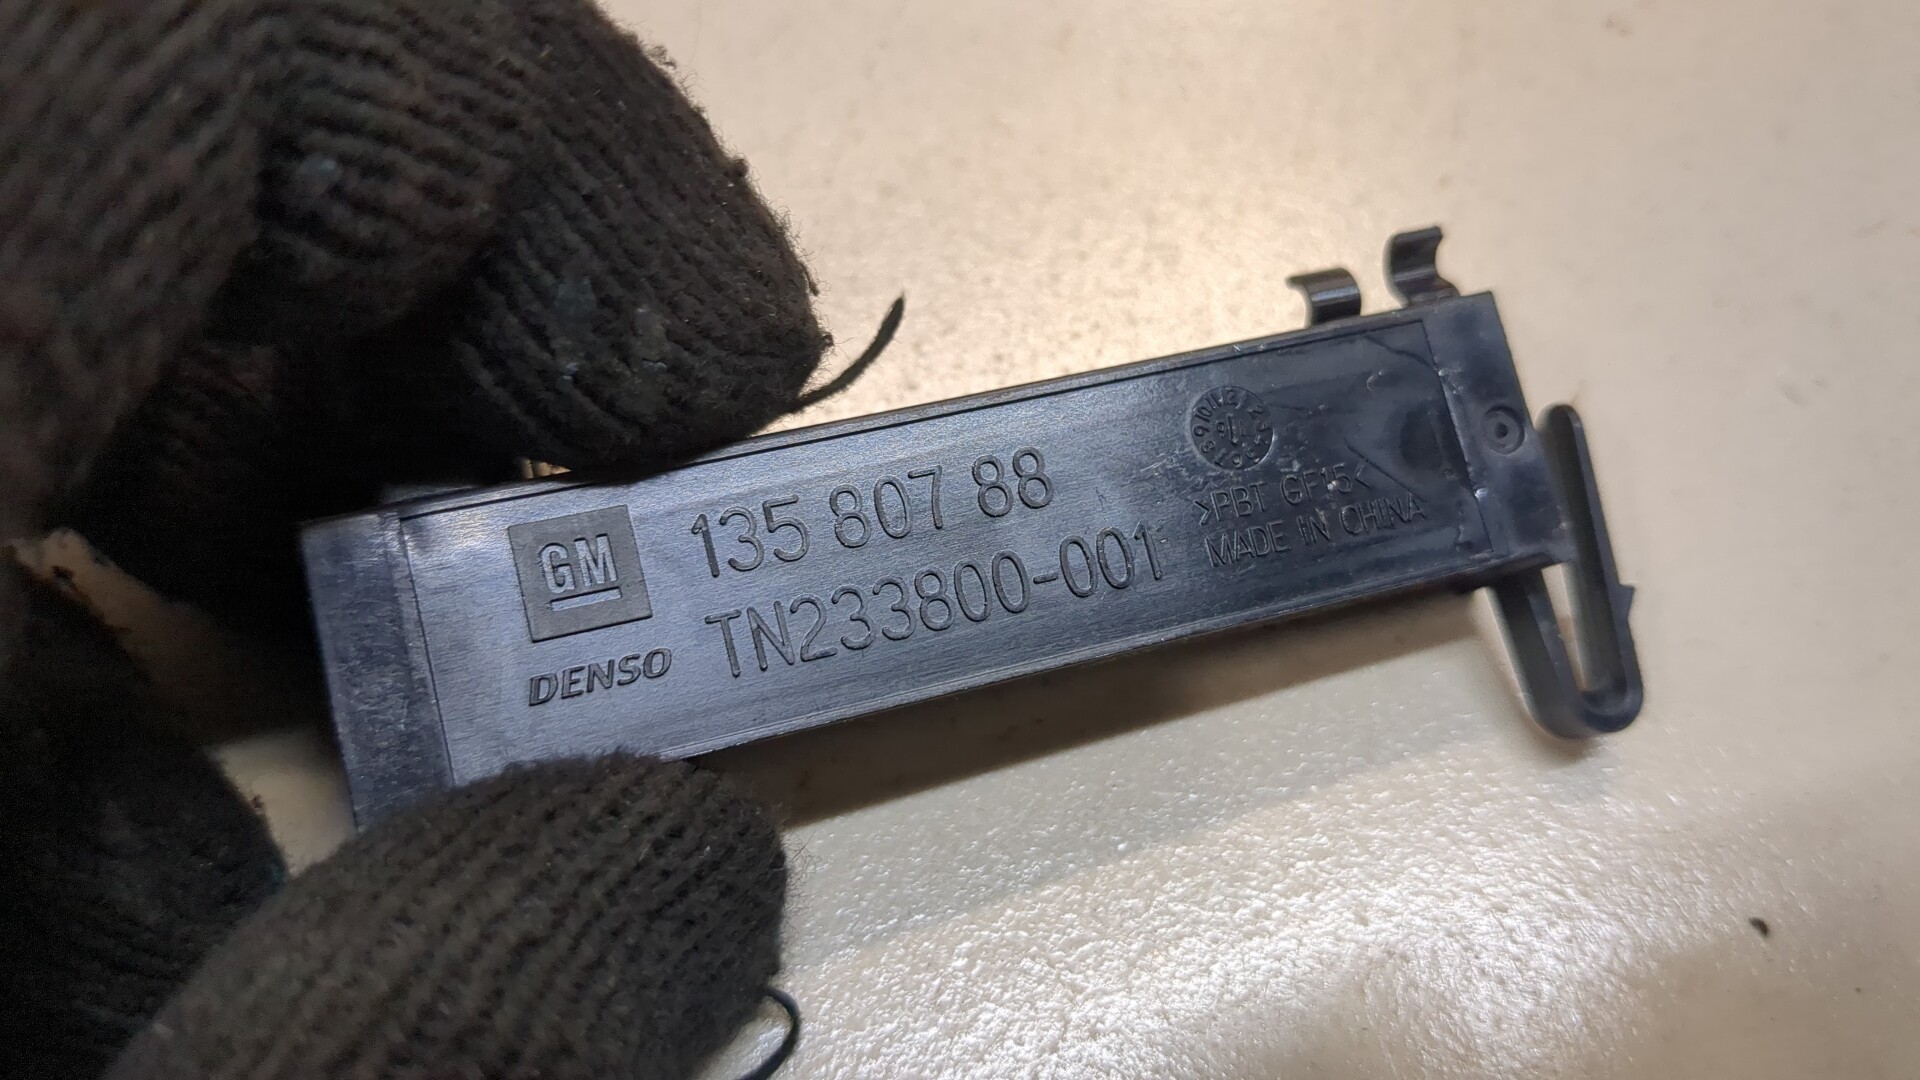 GM
DENSO
135 807 88
TN233800-001
>PBT GF15<
MADE IN CHINA